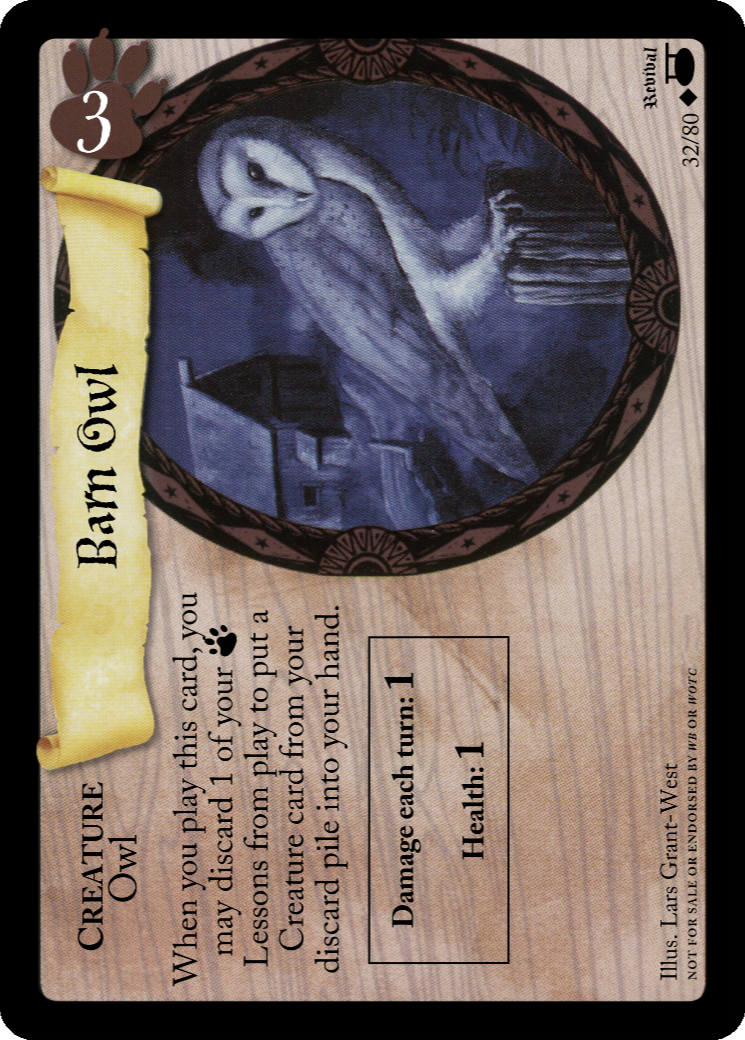 Barn Owl
3
CREATURE
Owl
When you play this card, you
may discard 1 of your
Lessons from play to put a
Creature card from your
discard pile into your hand.
Damage each turn: 1
Health: 1
Illus. Lars Grant-West
NOT FOR SALE OR ENDORSED BY WB OR WOTC
Revival
32/80